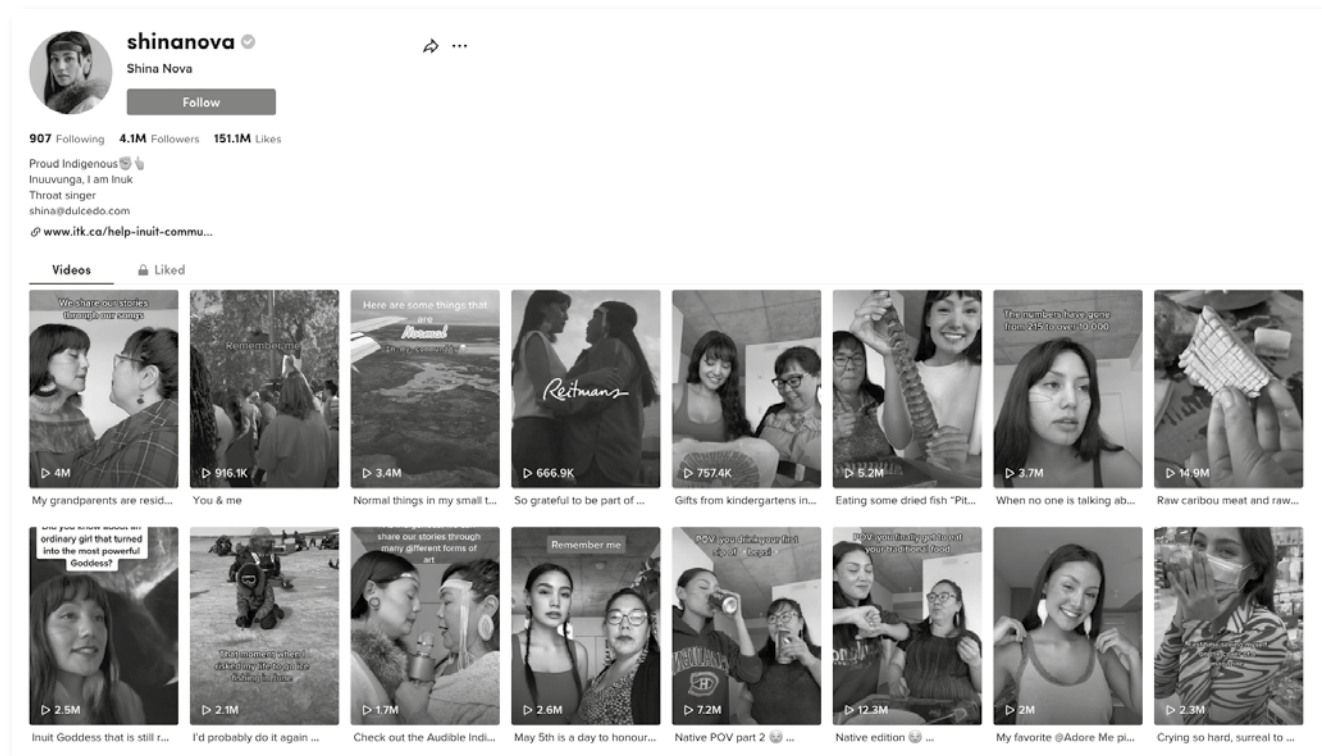 shinanova
Shina Nova
Follow
907 Following 4.1M Followers 151.1M Likes
Proud Indigenous
Inuuvunga, I am Inuk
Throat singer
shina@dulcedo.com
www.itk.ca/help-inuit-commu...
Videos Liked
We share our stories
through our songs
4M
My grandparents are resid...
Remember me
916.1K
You & me
Here are some things that
are
Normal
in my community
3.4M
Normal things in my small t...
Reitmans
666.9K
So grateful to be part of ...
757.4K
Gifts from kindergartens in...
5.2M
Eating some dried fish “Pit...
The numbers have gone
from 215 to over 10 000
3.7M
When no one is talking ab...
14.9M
Raw caribou meat and raw...
Did you know about an
ordinary girl that turned
into the most powerful
Goddess?
2.5M
Inuit Goddess that is still r...
That moment when I
risked my life to go ice
fishing in June
2.1M
I'd probably do it again ...
share our stories through
many different forms of
art
1.7M
Check out the Audible Indi...
Remember me
2.6M
May 5th is a day to honour...
POV: you drink your first
sip of
7.2M
Native POV part 2 ...
POV: you finally get to eat
your traditional food
12.3M
Native edition ...
2M
My favorite @Adore Me pi...
2.3M
Crying so hard, surreal to ...